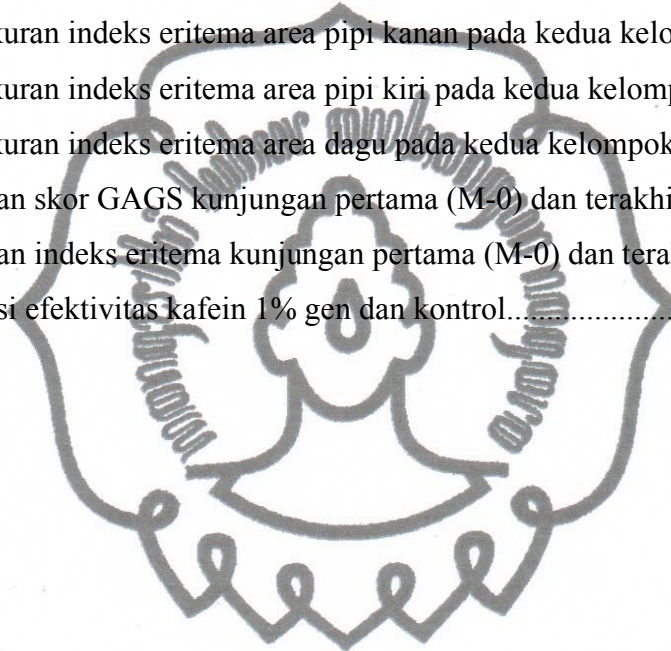 kuran indeks eritema area pipi kanan pada kedua kelo
kuran indeks eritema area pipi kiri pada kedua kelomp
kuran indeks eritema area dagu pada kedua kelompok
an skor GAGS kunjungan pertama (M-0) dan terakhi
an indeks eritema kunjungan pertama (M-0) dan tera
si efektivitas kafein 1% gen dan kontrol....................